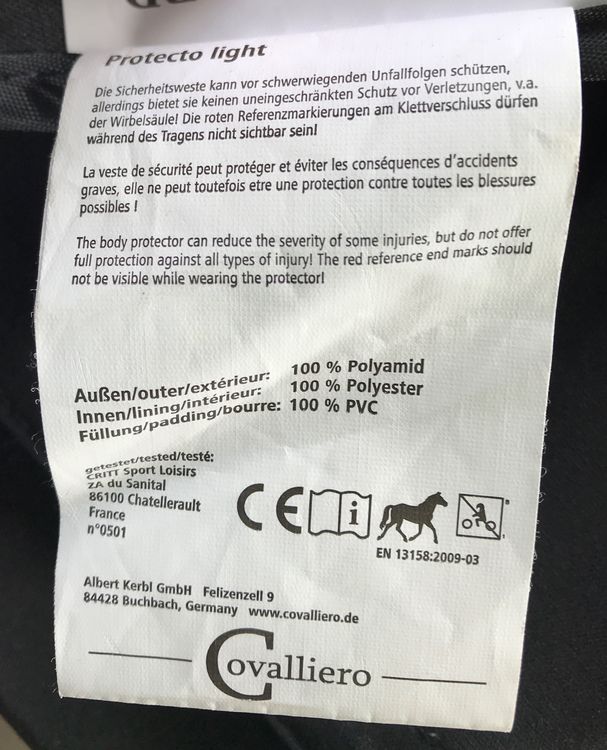 Protecto light
Die Sicherheitsweste kann vor schwerwiegenden Unfallfolgen schützen,
allerdings bietet sie keinen uneingeschränkten Schutz vor Verletzungen, v.a.
der Wirbelsäule! Die roten Referenzmarkierungen am Klettverschluss dürfen
während des Tragens nicht sichtbar sein!
La veste de sécurité peut protéger et éviter les conséquences d'accidents
graves, elle ne peut toutefois etre une protection contre toutes les blessures
possibles !
The body protector can reduce the severity of some injuries, but do not offer
full protection against all types of injury! The red reference end marks should
not be visible while wearing the protector!
Außen/outer/extérieur: 100 % Polyamid
Innen/lining/intérieur: 100 % Polyester
Füllung/padding/bourre: 100 % PVC
getestet/tested/testé:
CRITT Sport Loisirs
ZA du Sanital
86100 Chatellerault
France
n°0501
CE i
EN 13158:2009-03
Albert Kerbl GmbH Felizenzell 9
84428 Buchbach, Germany www.covalliero.de
Covalliero